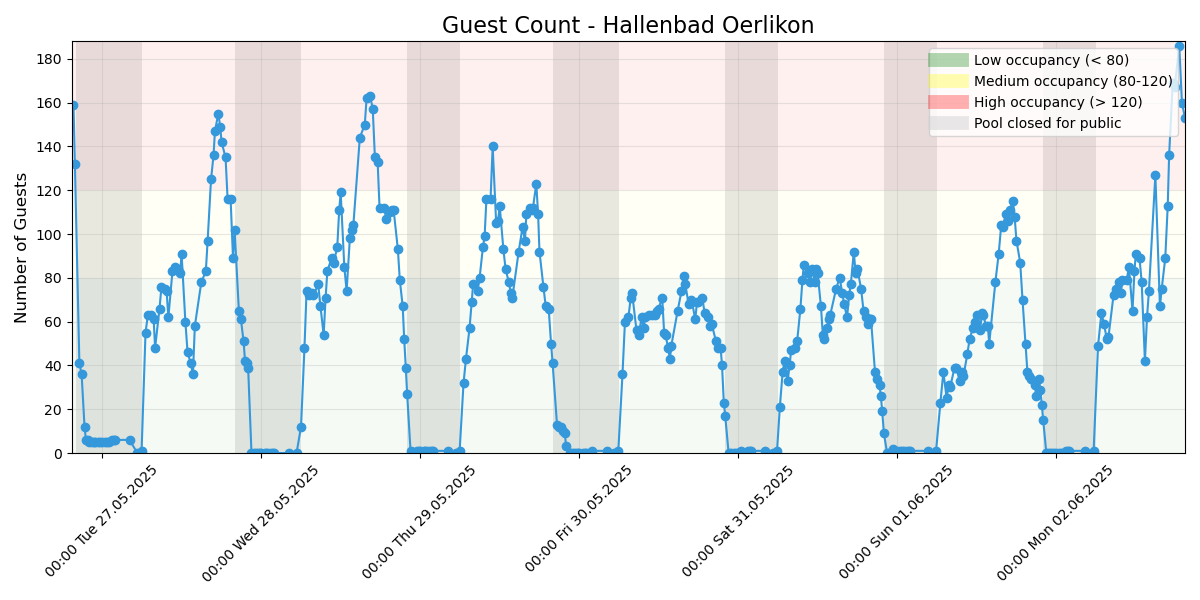 Guest Count - Hallenbad Oerlikon
Number of Guests
180
160
140
120
100
80
60
40
20
0
Low occupancy (< 80)
Medium occupancy (80-120)
High occupancy (> 120)
Pool closed for public
00:00 Tue 27.05.2025
00:00 Wed 28.05.2025
00:00 Thu 29.05.2025
00:00 Fri 30.05.2025
00:00 Sat 31.05.2025
00:00 Sun 01.06.2025
00:00 Mon 02.06.2025